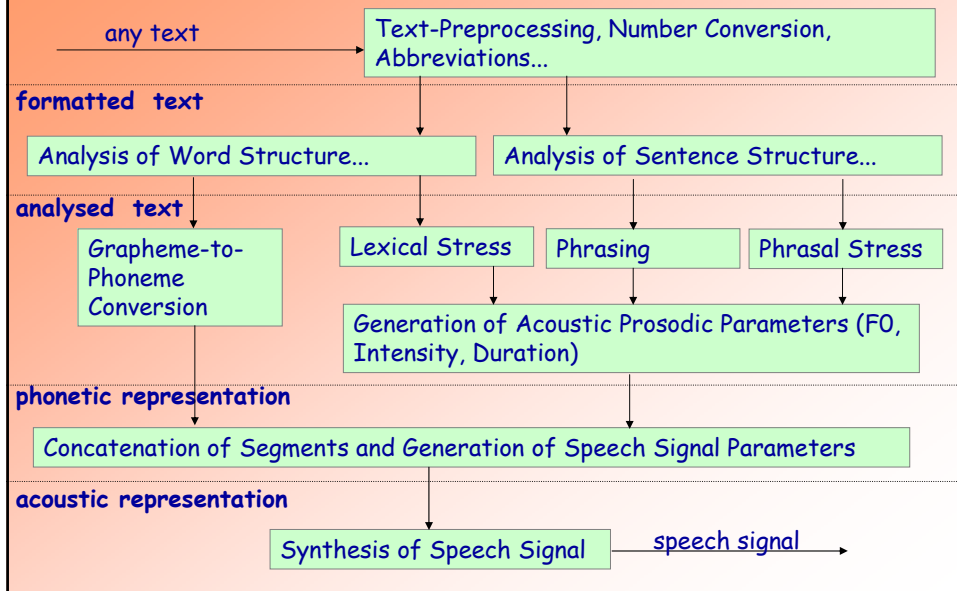 any text
Text-Preprocessing, Number Conversion,
Abbreviations...
formatted text
Analysis of Word Structure...
Analysis of Sentence Structure...
analysed text
Grapheme-to-
Phoneme
Conversion
Lexical Stress
Phrasing
Phrasal Stress
Generation of Acoustic Prosodic Parameters (F0,
Intensity, Duration)
phonetic representation
Concatenation of Segments and Generation of Speech Signal Parameters
acoustic representation
Synthesis of Speech Signal
speech signal